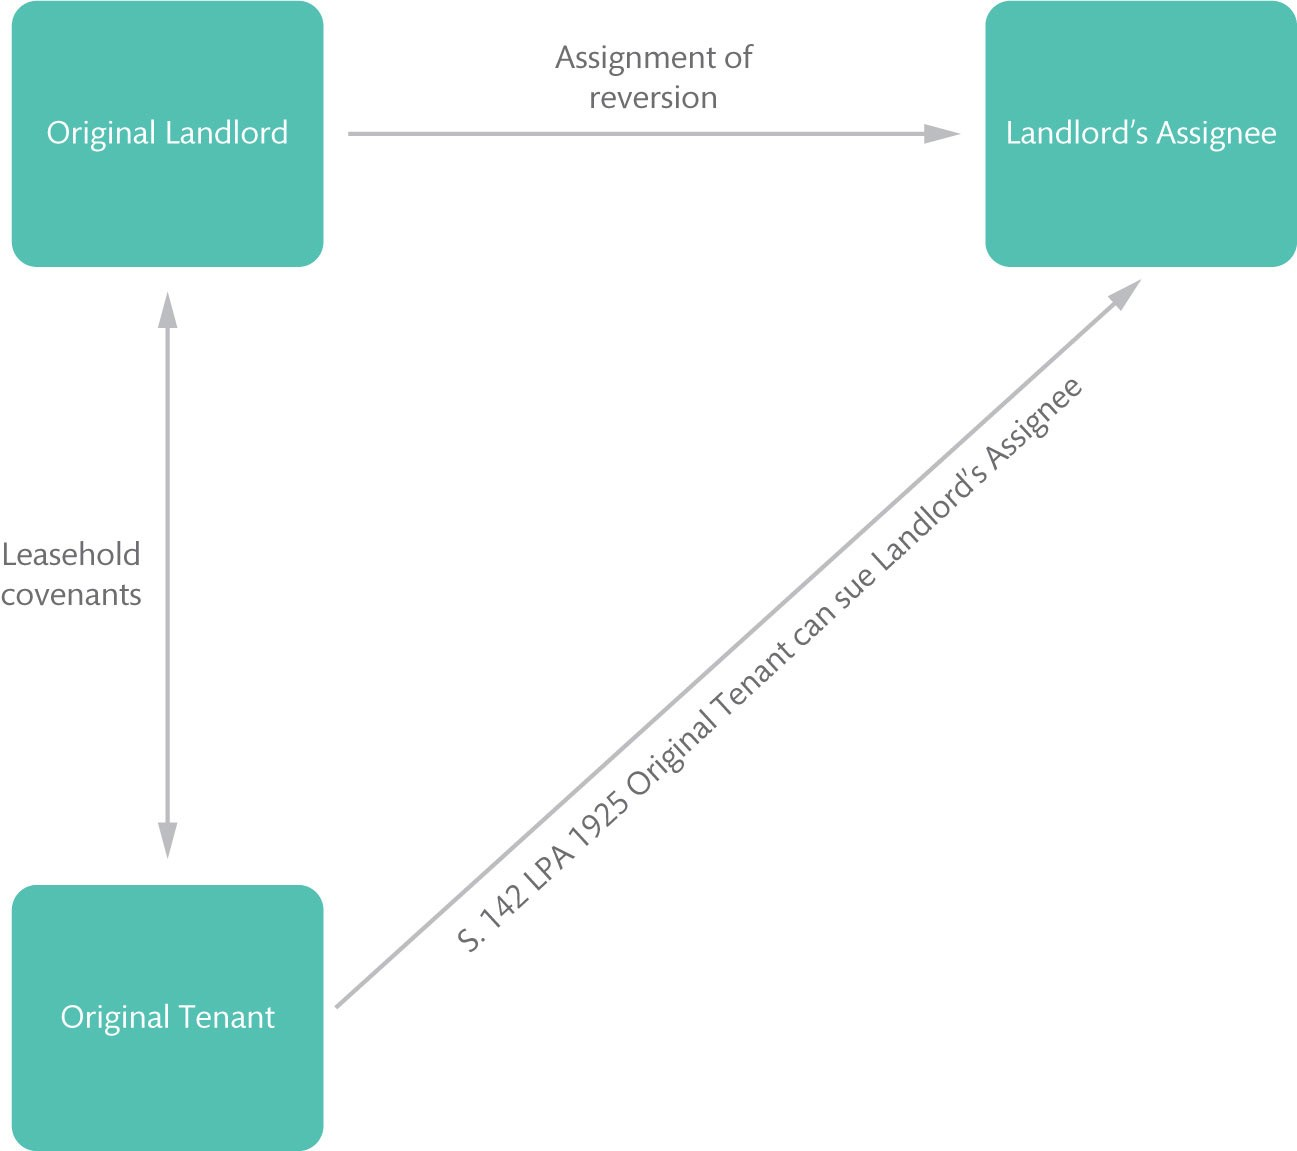 Original Landlord
Assignment of
reversion
Landlord’s Assignee
Leasehold
covenants
S. 142 LPA 1925 Original Tenant can sue Landlord’s Assignee
Original Tenant